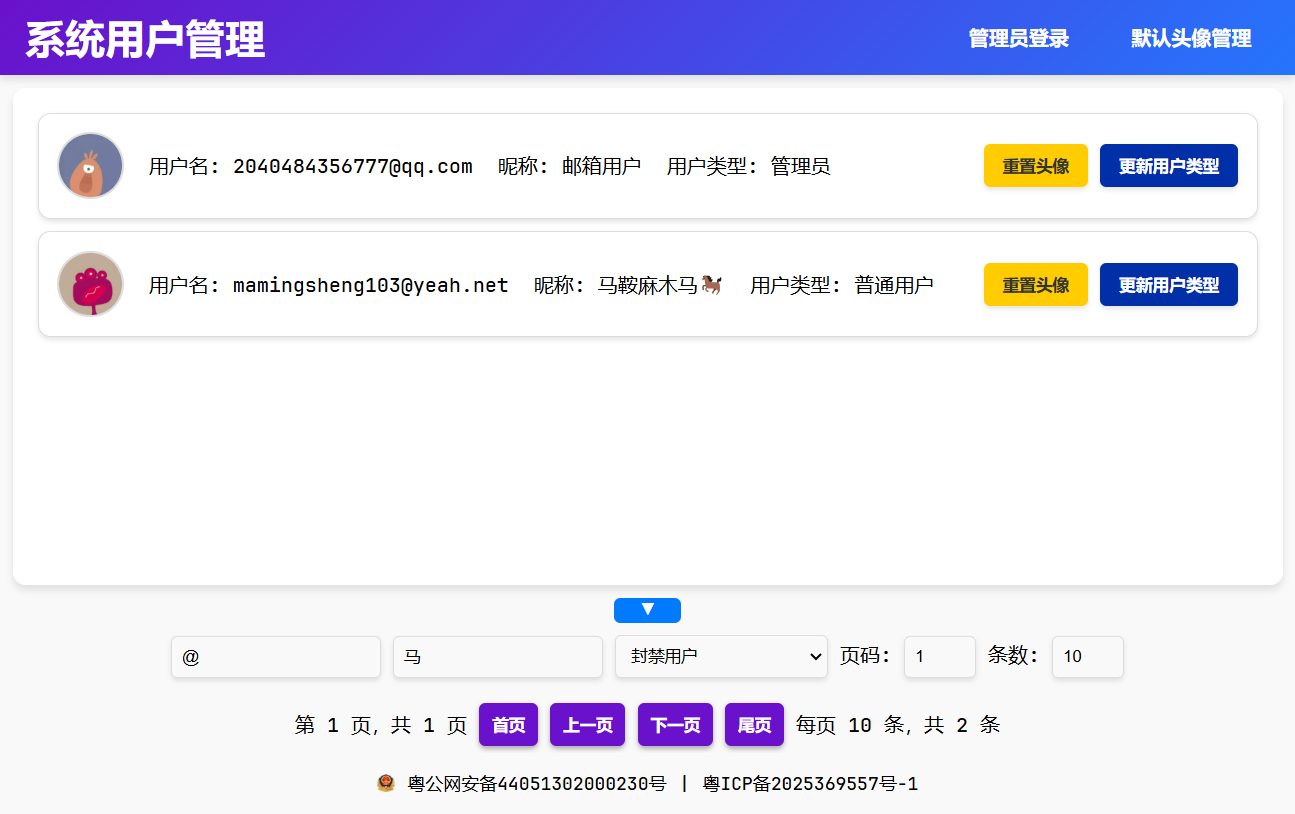 系统用户管理 管理员登录 默认头像管理
用户名: 2040484356777@qq.com 昵称: 邮箱用户 用户类型: 管理员 重置头像 更新用户类型
用户名: mamingsheng103@yeah.net 昵称: 马鞍麻木马🐎 用户类型: 普通用户 重置头像 更新用户类型
▼
@ 马 封禁用户 页码: 1 条数: 10
第 1 页, 共 1 页 首页 上一页 下一页 尾页 每页 10 条, 共 2 条
粤公网安备44051302000230号 | 粤ICP备2025369557号-1